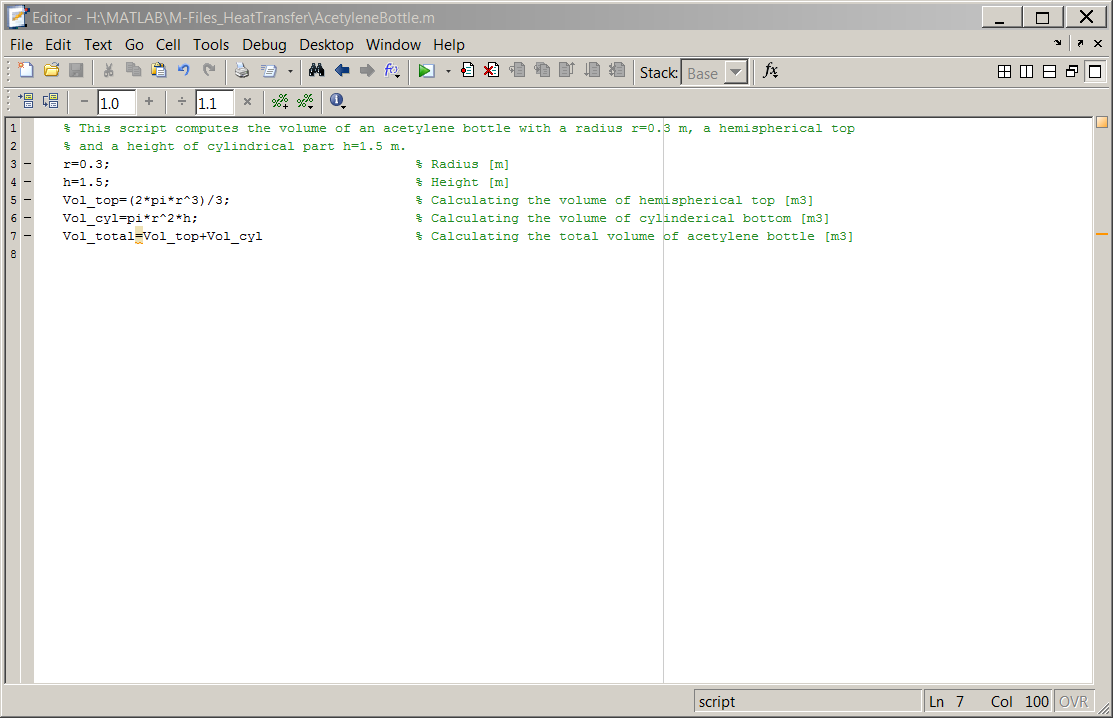 Editor - H:\MATLAB\M-Files_HeatTransfer\AcetyleneBottle.m
File Edit Text Go Cell Tools Debug Desktop Window Help
Stack: Base fx
1.0 1.1
1 % This script computes the volume of an acetylene bottle with a radius r=0.3 m, a hemispherical top
2 % and a height of cylindrical part h=1.5 m.
3 r=0.3; % Radius [m]
4 h=1.5; % Height [m]
5 Vol_top=(2*pi*r^3)/3; % Calculating the volume of hemispherical top [m3]
6 Vol_cyl=pi*r^2*h; % Calculating the volume of cylinderical bottom [m3]
7 Vol_total=Vol_top+Vol_cyl % Calculating the total volume of acetylene bottle [m3]
8
script Ln 7 Col 100 OVR